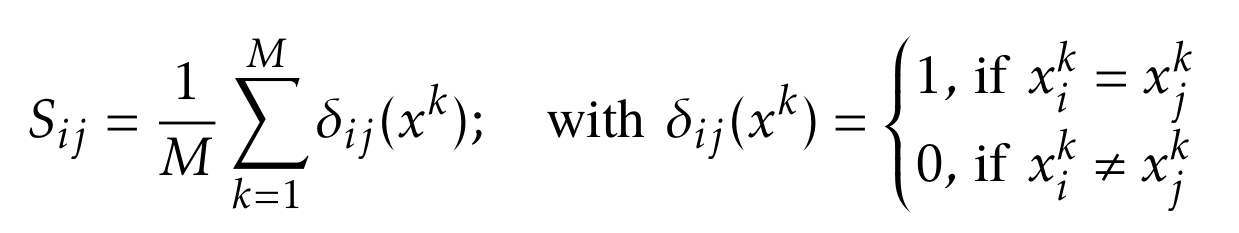 S_{ij} = \frac{1}{M} \sum_{k=1}^{M} \delta_{ij}(x^k); \quad \text{with } \delta_{ij}(x^k) = \begin{cases} 1, \text{ if } x_i^k = x_j^k \\ 0, \text{ if } x_i^k \neq x_j^k \end{cases}